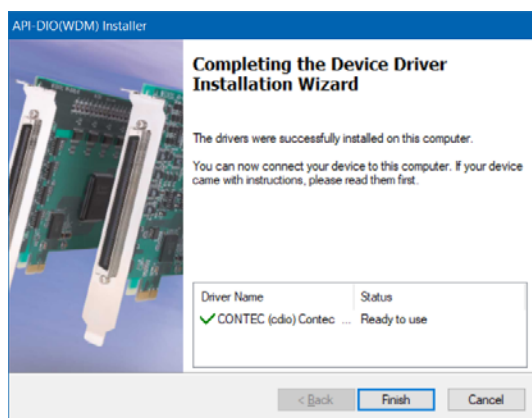 API-DIO(WDM) Installer
Completing the Device Driver
Installation Wizard
The drivers were successfully installed on this computer.
You can now connect your device to this computer. If your device
came with instructions, please read them first.
Driver Name Status
CONTEC (cdio) Contec ... Ready to use
< Back Finish Cancel